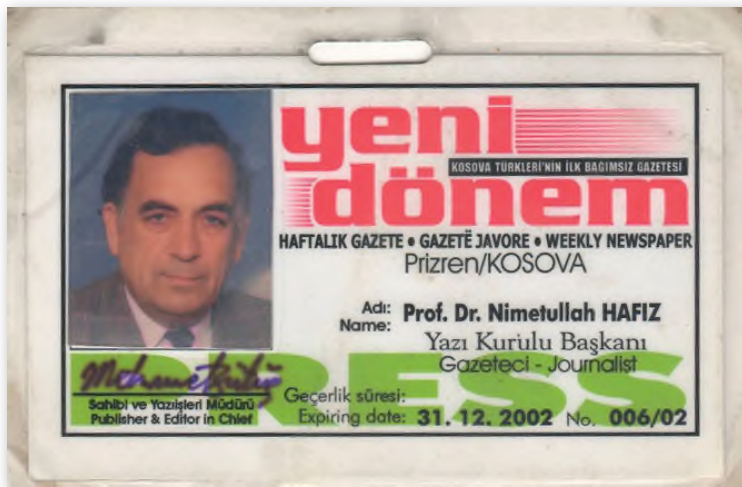 yeni
KOSOVA TÜRKLERİ'NİN İLK BAĞIMSIZ GAZETESİ
dönem
HAFTALIK GAZETE • GAZETË JAVORE • WEEKLY NEWSPAPER
Prizren/KOSOVA
Adı:
Name: Prof. Dr. Nimetullah HAFIZ
Yazı Kurulu Başkanı
Gazeteci - Journalist
PRESS
Sahibi ve Yazıişleri Müdürü
Publisher & Editor in Chief
Geçerlik süresi:
Expiring date: 31. 12. 2002 No. 006/02